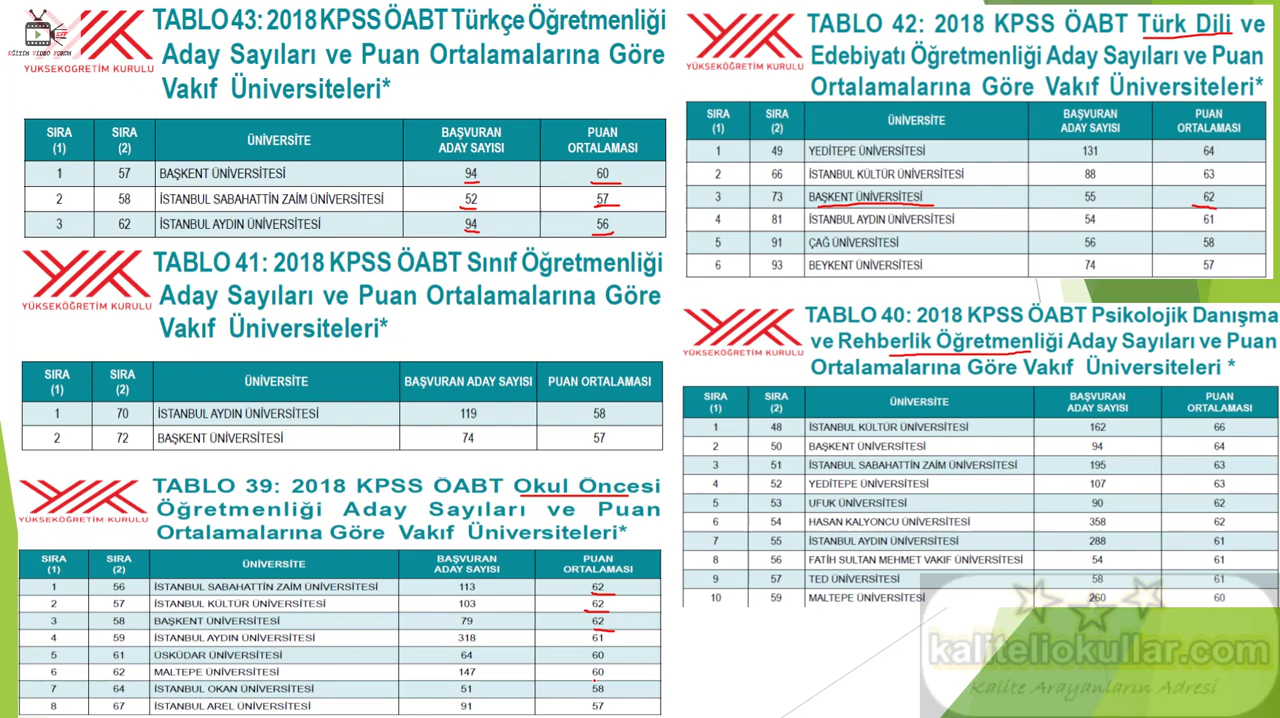 EĞİTİM VİDEO YORUM
YÜKSEKÖĞRETİM KURULU
TABLO 43: 2018 KPSS ÖABT Türkçe Öğretmenliği
Aday Sayıları ve Puan Ortalamalarına Göre
Vakıf Üniversiteleri*
SIRA (1) SIRA (2) ÜNİVERSİTE BAŞVURAN ADAY SAYISI PUAN ORTALAMASI
1 57 BAŞKENT ÜNİVERSİTESİ 94 60
2 58 İSTANBUL SABAHATTİN ZAİM ÜNİVERSİTESİ 52 57
3 62 İSTANBUL AYDIN ÜNİVERSİTESİ 94 56
YÜKSEKÖĞRETİM KURULU
TABLO 41: 2018 KPSS ÖABT Sınıf Öğretmenliği
Aday Sayıları ve Puan Ortalamalarına Göre
Vakıf Üniversiteleri*
SIRA (1) SIRA (2) ÜNİVERSİTE BAŞVURAN ADAY SAYISI PUAN ORTALAMASI
1 70 İSTANBUL AYDIN ÜNİVERSİTESİ 119 58
2 72 BAŞKENT ÜNİVERSİTESİ 74 57
YÜKSEKÖĞRETİM KURULU
TABLO 39: 2018 KPSS ÖABT Okul Öncesi
Öğretmenliği Aday Sayıları ve Puan
Ortalamalarına Göre Vakıf Üniversiteleri*
SIRA (1) SIRA (2) ÜNİVERSİTE BAŞVURAN ADAY SAYISI PUAN ORTALAMASI
1 56 İSTANBUL SABAHATTİN ZAİM ÜNİVERSİTESİ 113 62
2 57 İSTANBUL KÜLTÜR ÜNİVERSİTESİ 103 62
3 58 BAŞKENT ÜNİVERSİTESİ 79 62
4 59 İSTANBUL AYDIN ÜNİVERSİTESİ 318 61
5 61 ÜSKÜDAR ÜNİVERSİTESİ 64 60
6 62 MALTEPE ÜNİVERSİTESİ 147 60
7 64 İSTANBUL OKAN ÜNİVERSİTESİ 51 58
8 67 İSTANBUL AREL ÜNİVERSİTESİ 91 57
YÜKSEKÖĞRETİM KURULU
TABLO 42: 2018 KPSS ÖABT Türk Dili ve
Edebiyatı Öğretmenliği Aday Sayıları ve Puan
Ortalamalarına Göre Vakıf Üniversiteleri*
SIRA (1) SIRA (2) ÜNİVERSİTE BAŞVURAN ADAY SAYISI PUAN ORTALAMASI
1 49 YEDİTEPE ÜNİVERSİTESİ 131 64
2 66 İSTANBUL KÜLTÜR ÜNİVERSİTESİ 88 63
3 73 BAŞKENT ÜNİVERSİTESİ 55 62
4 81 İSTANBUL AYDIN ÜNİVERSİTESİ 54 61
5 91 ÇAĞ ÜNİVERSİTESİ 56 58
6 93 BEYKENT ÜNİVERSİTESİ 74 57
YÜKSEKÖĞRETİM KURULU
TABLO 40: 2018 KPSS ÖABT Psikolojik Danışma
ve Rehberlik Öğretmenliği Aday Sayıları ve Puan
Ortalamalarına Göre Vakıf Üniversiteleri *
SIRA (1) SIRA (2) ÜNİVERSİTE BAŞVURAN ADAY SAYISI PUAN ORTALAMASI
1 48 İSTANBUL KÜLTÜR ÜNİVERSİTESİ 162 66
2 50 BAŞKENT ÜNİVERSİTESİ 94 64
3 51 İSTANBUL SABAHATTİN ZAİM ÜNİVERSİTESİ 195 63
4 52 YEDİTEPE ÜNİVERSİTESİ 107 63
5 53 UFUK ÜNİVERSİTESİ 90 62
6 54 HASAN KALYONCU ÜNİVERSİTESİ 358 62
7 55 İSTANBUL AYDIN ÜNİVERSİTESİ 288 61
8 56 FATİH SULTAN MEHMET VAKIF ÜNİVERSİTESİ 54 61
9 57 TED ÜNİVERSİTESİ 58 61
10 59 MALTEPE ÜNİVERSİTESİ 260 60
kaliteliokullar.com
Kalite Arayanların Adresi